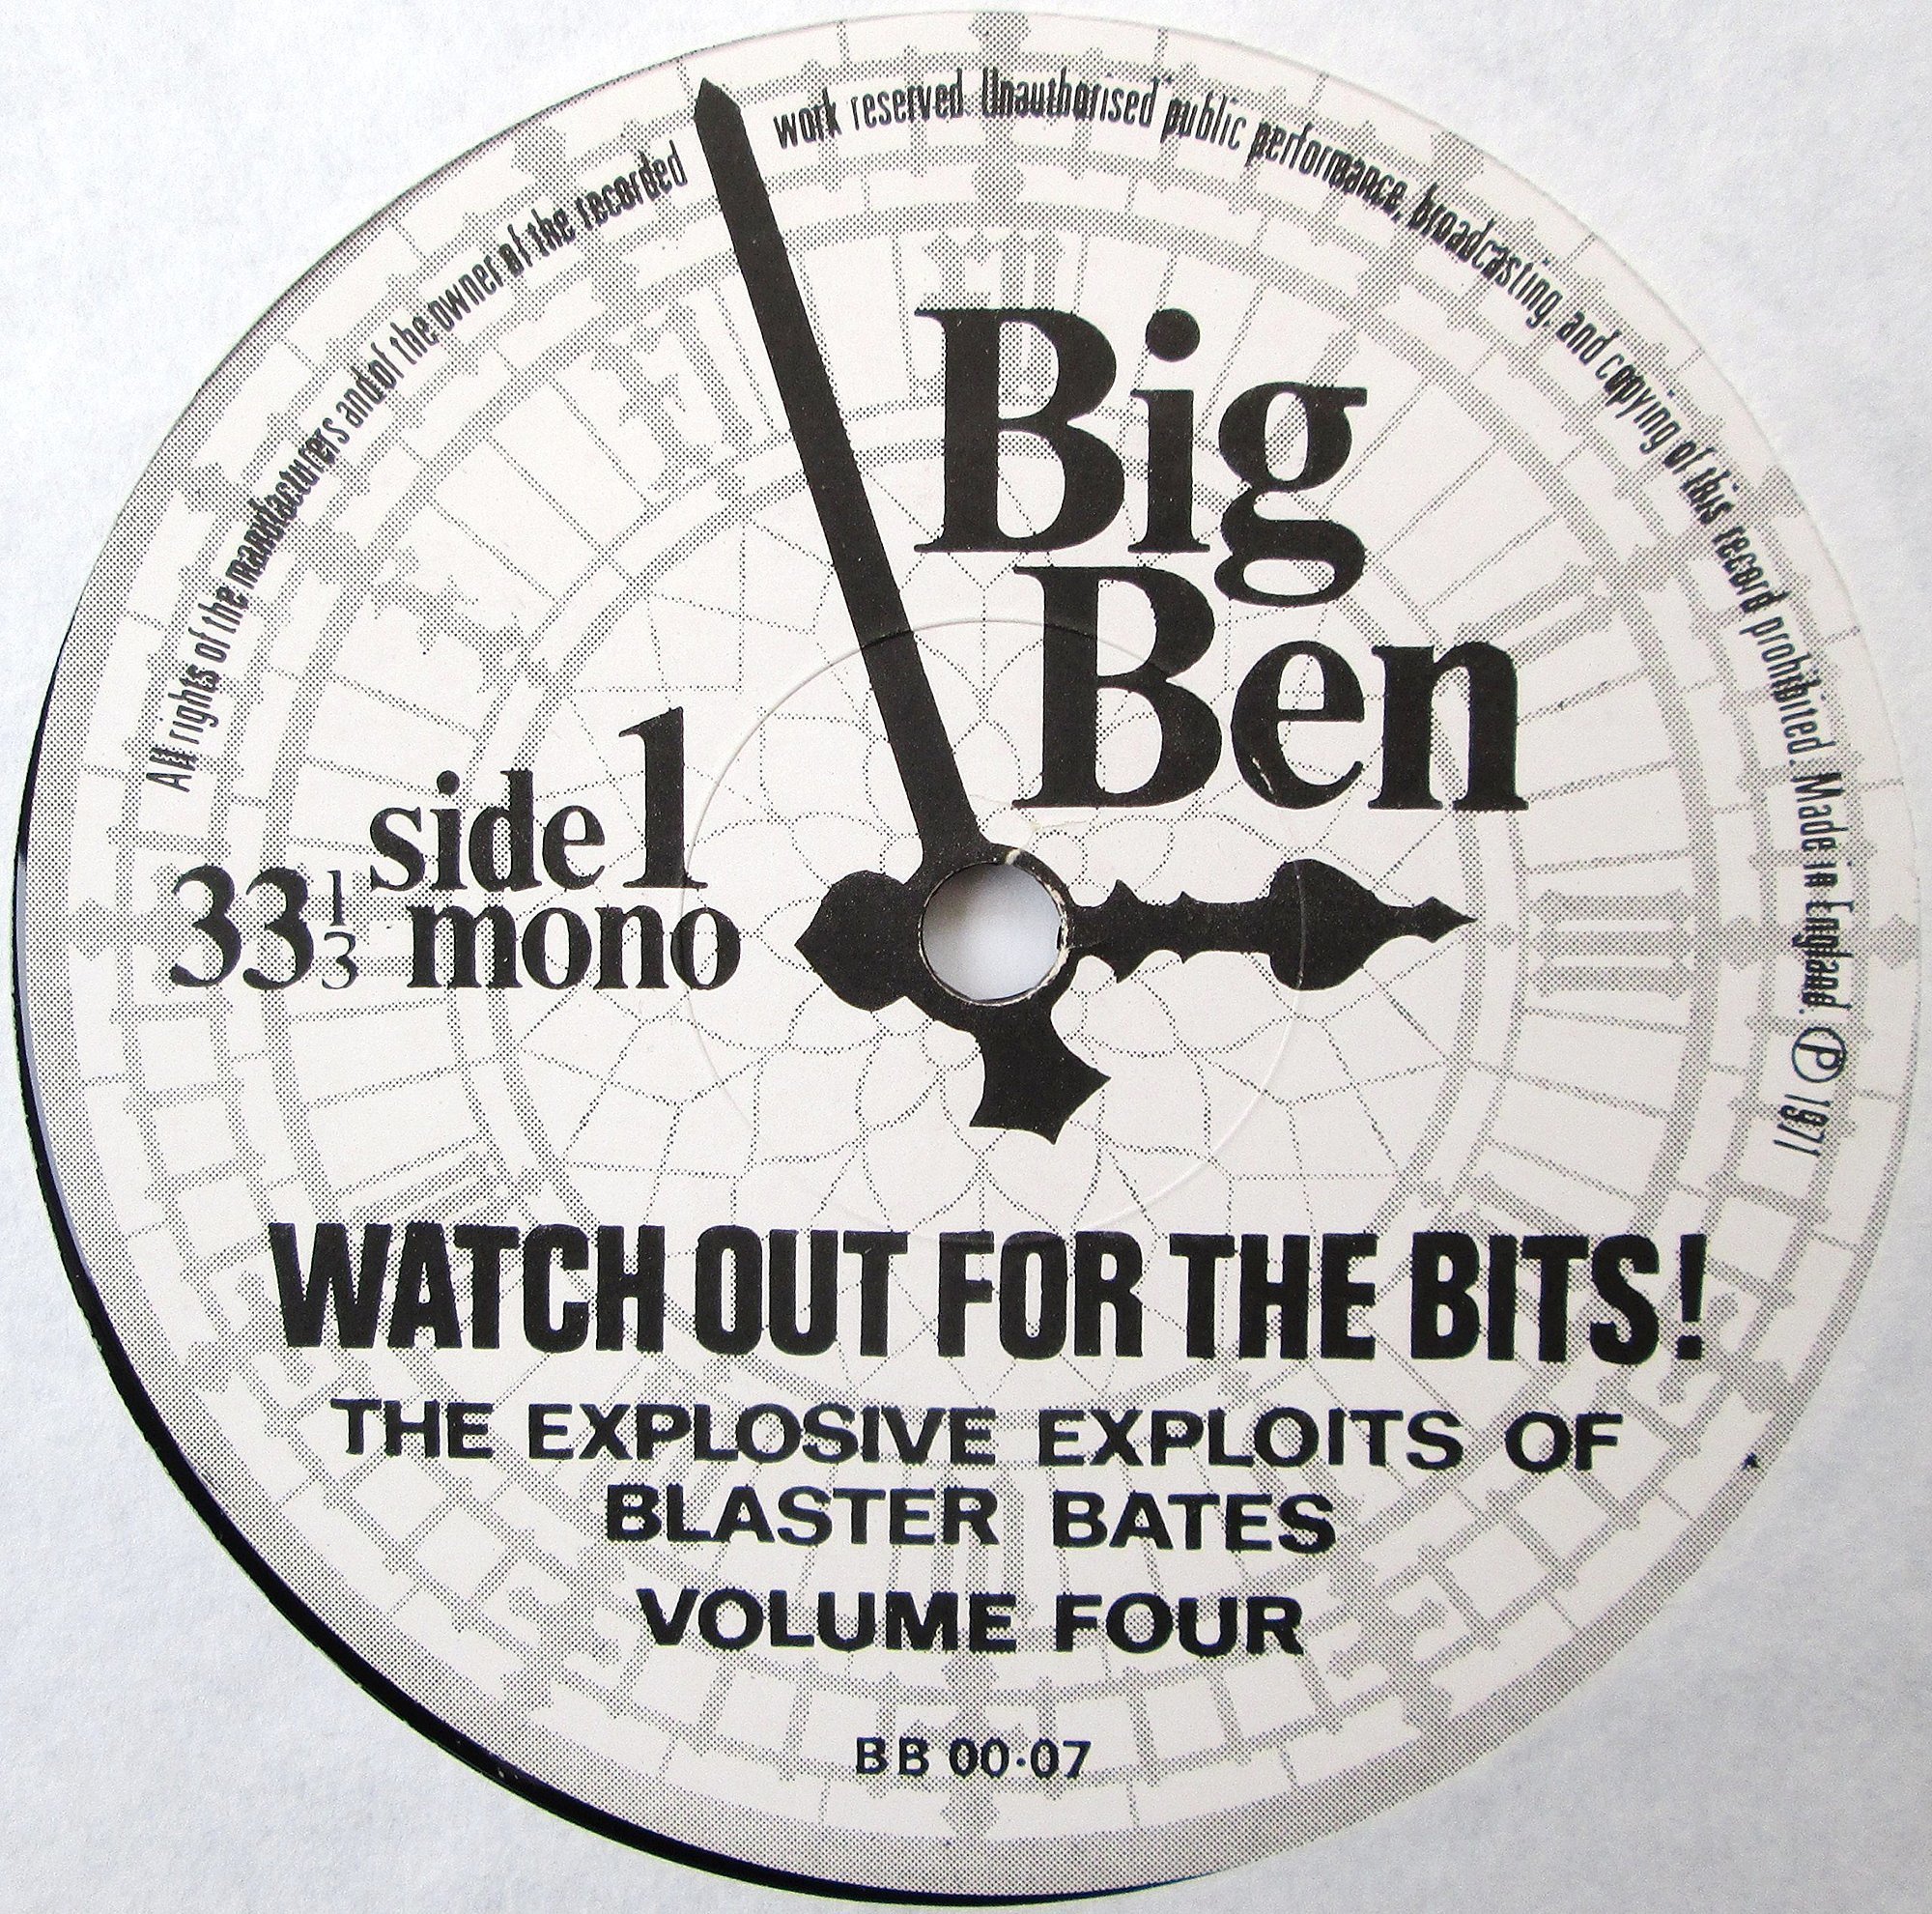 All rights of the manufacturers and of the owner of the recorded work reserved. Unauthorised public performance, broadcasting, and copying of this record prohibited. Made in England. Ⓟ 1971
Big
Ben
side 1
33 1/3 mono
WATCH OUT FOR THE BITS!
THE EXPLOSIVE EXPLOITS OF
BLASTER BATES
VOLUME FOUR
BB 00·07